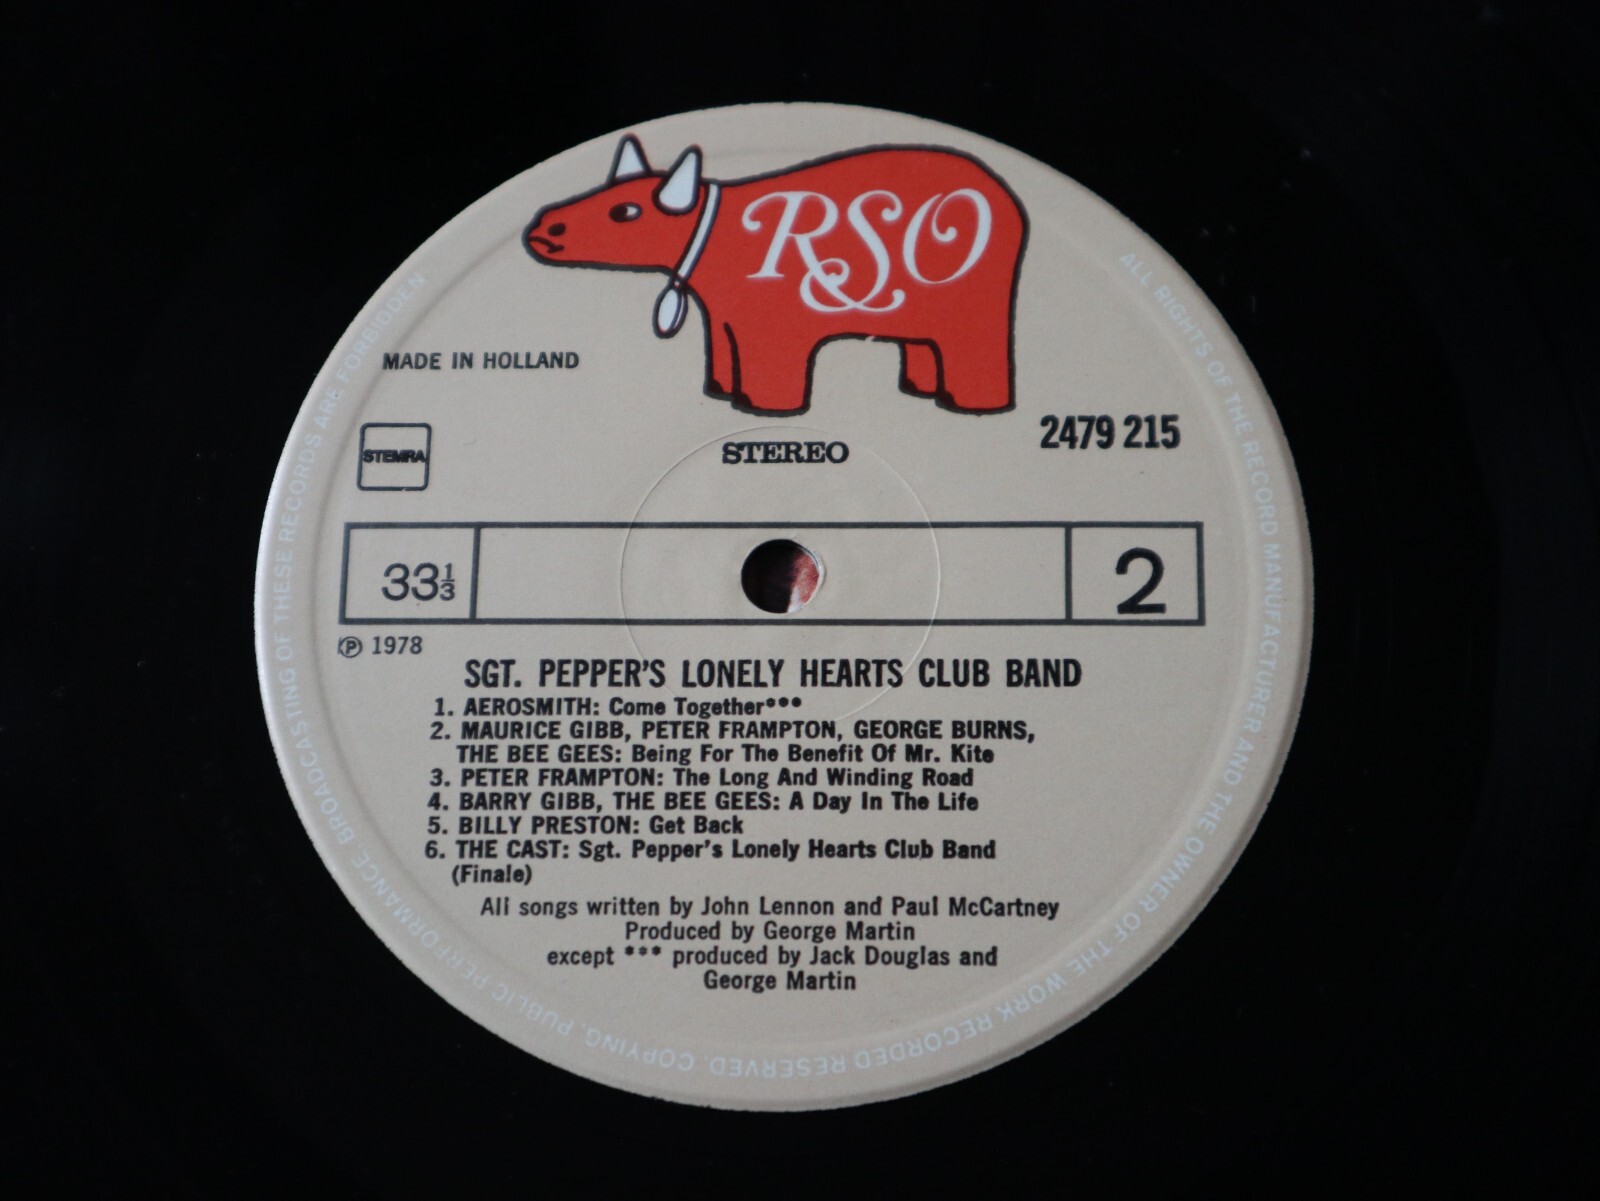 RSO
MADE IN HOLLAND
STEMRA
STEREO
2479 215
33⅓
2
℗ 1978
SGT. PEPPER'S LONELY HEARTS CLUB BAND
1. AEROSMITH: Come Together***
2. MAURICE GIBB, PETER FRAMPTON, GEORGE BURNS,
THE BEE GEES: Being For The Benefit Of Mr. Kite
3. PETER FRAMPTON: The Long And Winding Road
4. BARRY GIBB, THE BEE GEES: A Day In The Life
5. BILLY PRESTON: Get Back
6. THE CAST: Sgt. Pepper's Lonely Hearts Club Band
(Finale)
All songs written by John Lennon and Paul McCartney
Produced by George Martin
except *** produced by Jack Douglas and
George Martin
ALL RIGHTS OF THE RECORD MANUFACTURER AND THE OWNER OF THE WORK RECORDED RESERVED. COPYING, PUBLIC PERFORMANCE, BROADCASTING OF THESE RECORDS ARE FORBIDDEN